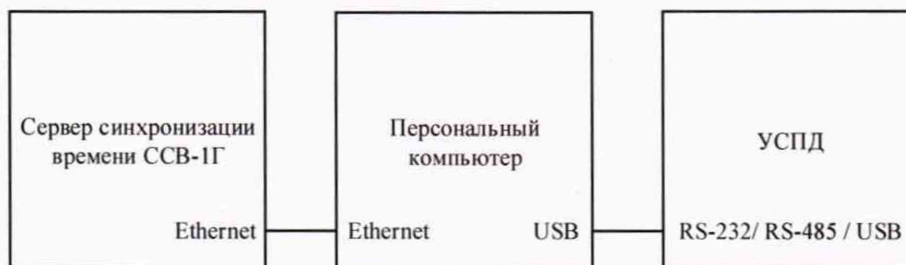 Сервер синхронизации
времени ССВ-1Г
Ethernet
Персональный
компьютер
Ethernet
USB
УСПД
RS-232/ RS-485 / USB